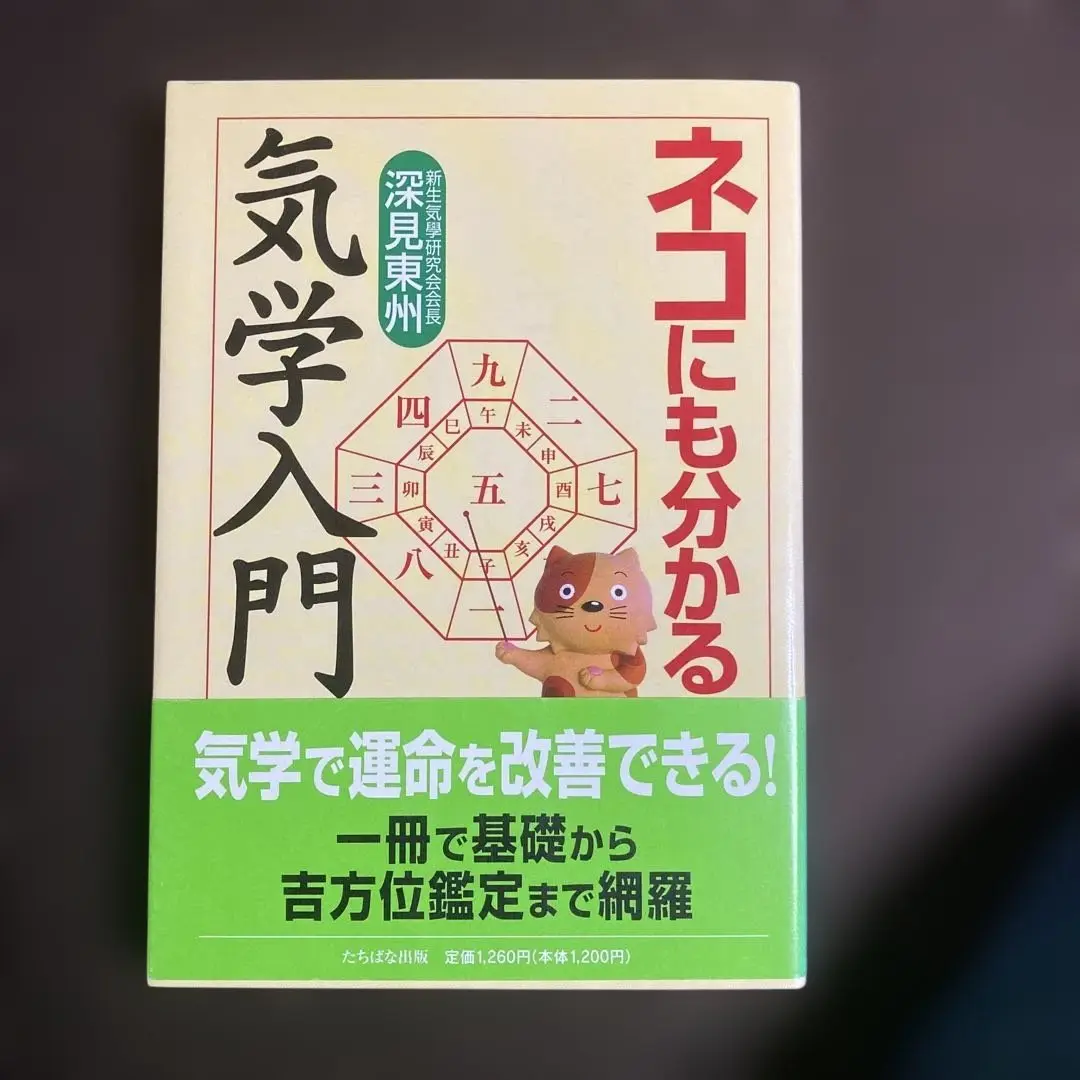 ネコにも分かる
新生気學研究会会長
深見東州
気学入門
九
四
二
午
巳
未
辰
申
三
卯
五
酉
七
寅
戌
丑
亥
子
八
一
気学で運命を改善できる!
一冊で基礎から
吉方位鑑定まで網羅
たちばな出版 定価1,260円(本体1,200円)